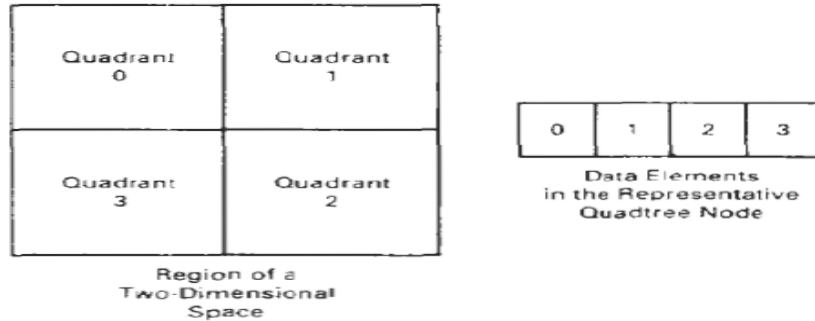 Quadrant
0
Quadrant
1
Quadrant
3
Quadrant
2
Region of a
Two-Dimensional
Space
0 1 2 3
Data Elements
in the Representative
Quadtree Node